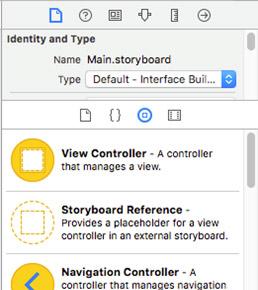 Identity and Type
Name Main.storyboard
Type Default - Interface Buil...
View Controller - A controller
that manages a view.
Storyboard Reference -
Provides a placeholder for a view
controller in an external storyboard.
Navigation Controller - A
controller that manages navigation